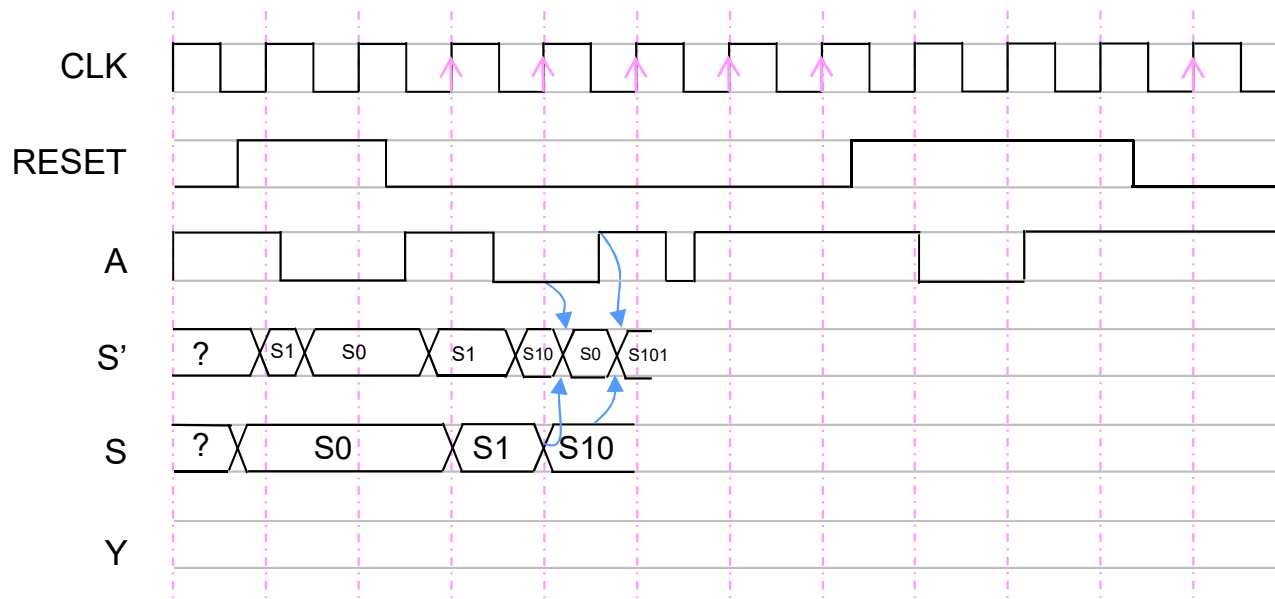 CLK
RESET
A
S’ ? S1 S0 S1 S10 S0 S101
S ? S0 S1 S10
Y